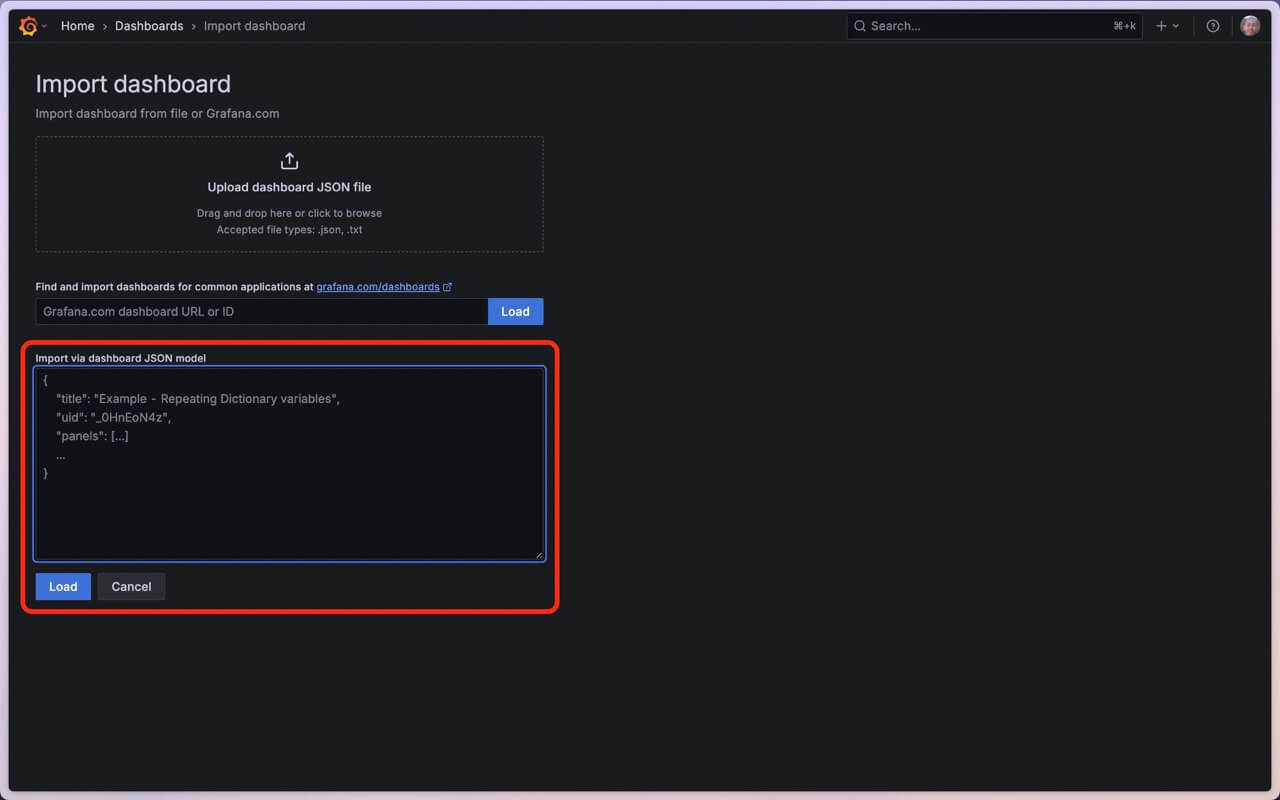 Home › Dashboards › Import dashboard
Search...
⌘+k
Import dashboard
Import dashboard from file or Grafana.com
Upload dashboard JSON file
Drag and drop here or click to browse
Accepted file types: .json, .txt
Find and import dashboards for common applications at grafana.com/dashboards
Grafana.com dashboard URL or ID
Load
Import via dashboard JSON model
{
"title": "Example - Repeating Dictionary variables",
"uid": "_0HnEoN4z",
"panels": [...]
...
}
Load
Cancel